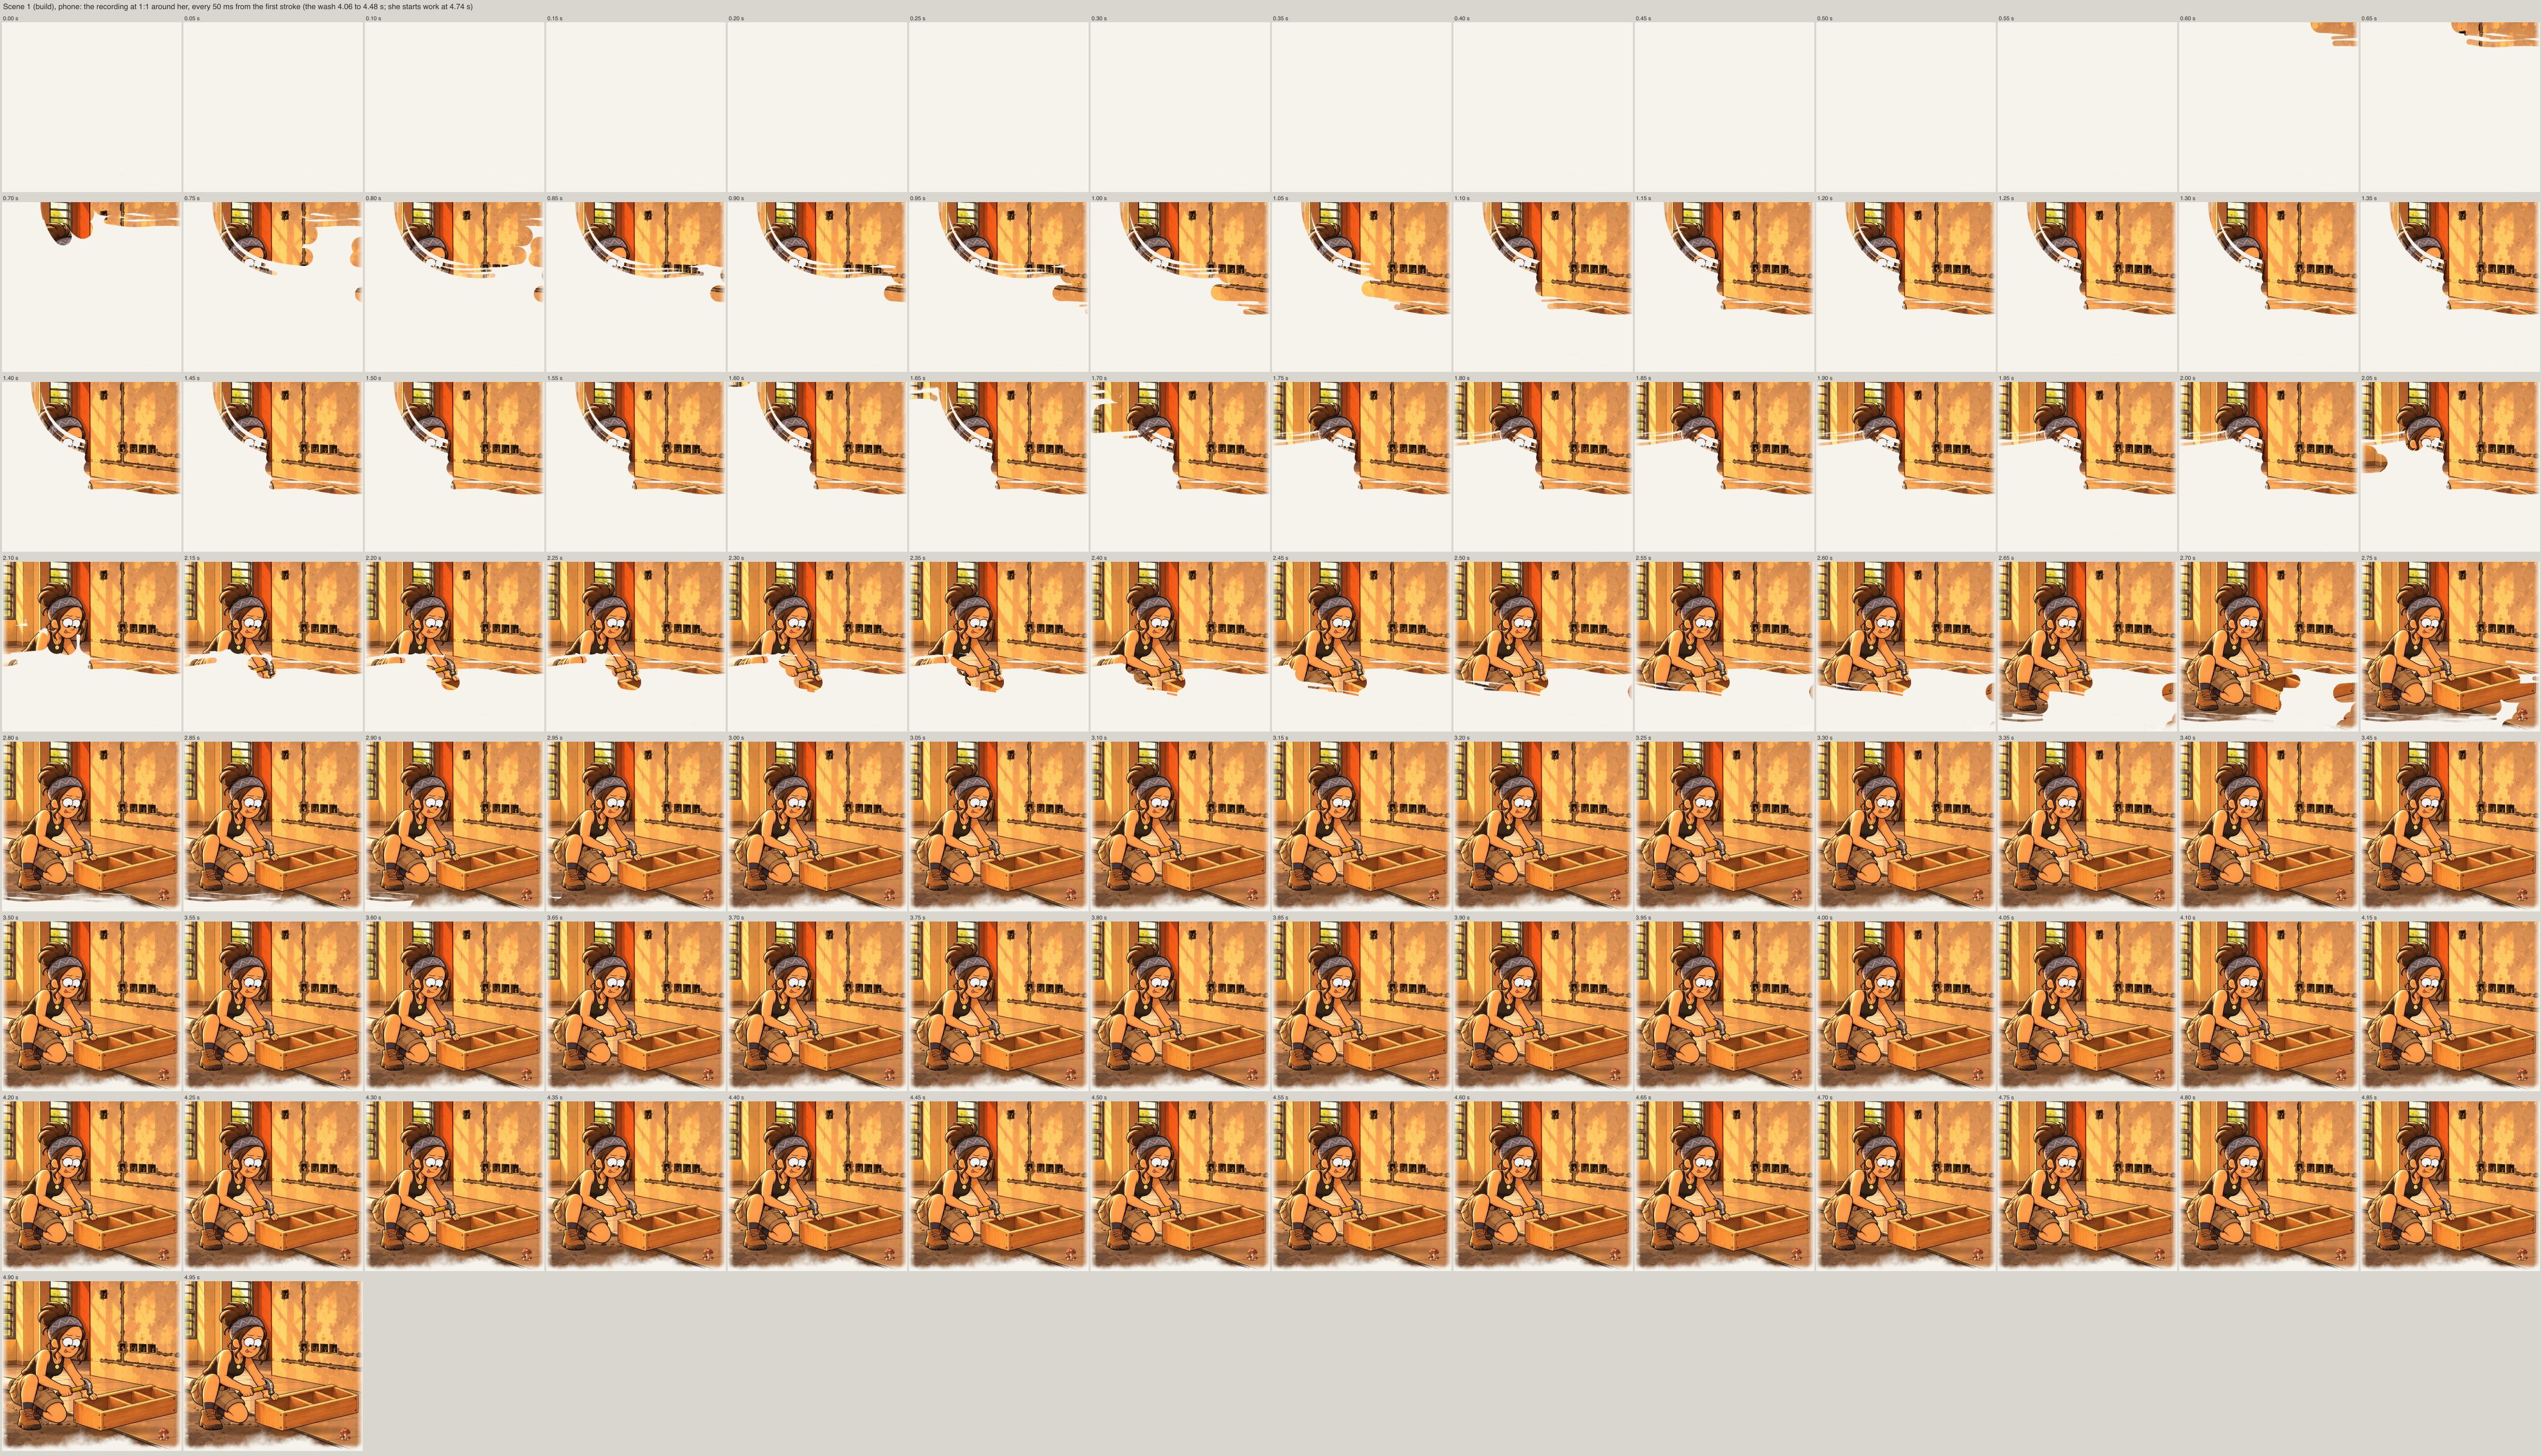 Scene 1 (build), phone: the recording at 1:1 around her, every 50 ms from the first stroke (the wash 4.06 to 4.48 s; she starts work at 4.74 s)
0.00 s 0.05 s 0.10 s 0.15 s 0.20 s 0.25 s 0.30 s 0.35 s 0.40 s 0.45 s 0.50 s 0.55 s 0.60 s 0.65 s
0.70 s 0.75 s 0.80 s 0.85 s 0.90 s 0.95 s 1.00 s 1.05 s 1.10 s 1.15 s 1.20 s 1.25 s 1.30 s 1.35 s
1.40 s 1.45 s 1.50 s 1.55 s 1.60 s 1.65 s 1.70 s 1.75 s 1.80 s 1.85 s 1.90 s 1.95 s 2.00 s 2.05 s
2.10 s 2.15 s 2.20 s 2.25 s 2.30 s 2.35 s 2.40 s 2.45 s 2.50 s 2.55 s 2.60 s 2.65 s 2.70 s 2.75 s
2.80 s 2.85 s 2.90 s 2.95 s 3.00 s 3.05 s 3.10 s 3.15 s 3.20 s 3.25 s 3.30 s 3.35 s 3.40 s 3.45 s
3.50 s 3.55 s 3.60 s 3.65 s 3.70 s 3.75 s 3.80 s 3.85 s 3.90 s 3.95 s 4.00 s 4.05 s 4.10 s 4.15 s
4.20 s 4.25 s 4.30 s 4.35 s 4.40 s 4.45 s 4.50 s 4.55 s 4.60 s 4.65 s 4.70 s 4.75 s 4.80 s 4.85 s
4.90 s 4.95 s